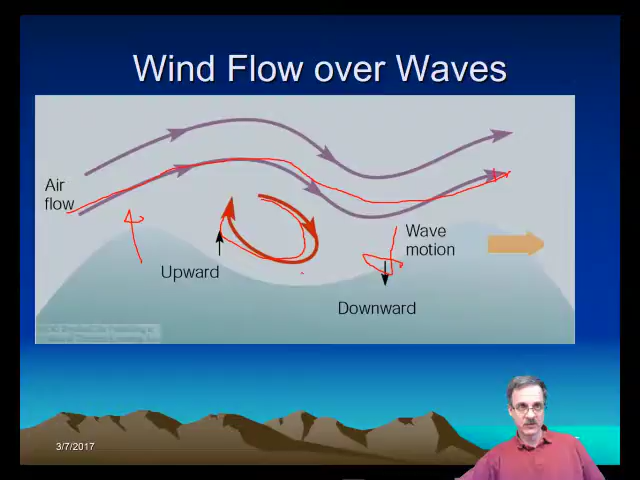 Wind Flow over Waves
Air
flow
Wave
motion
Upward
Downward
3/7/2017